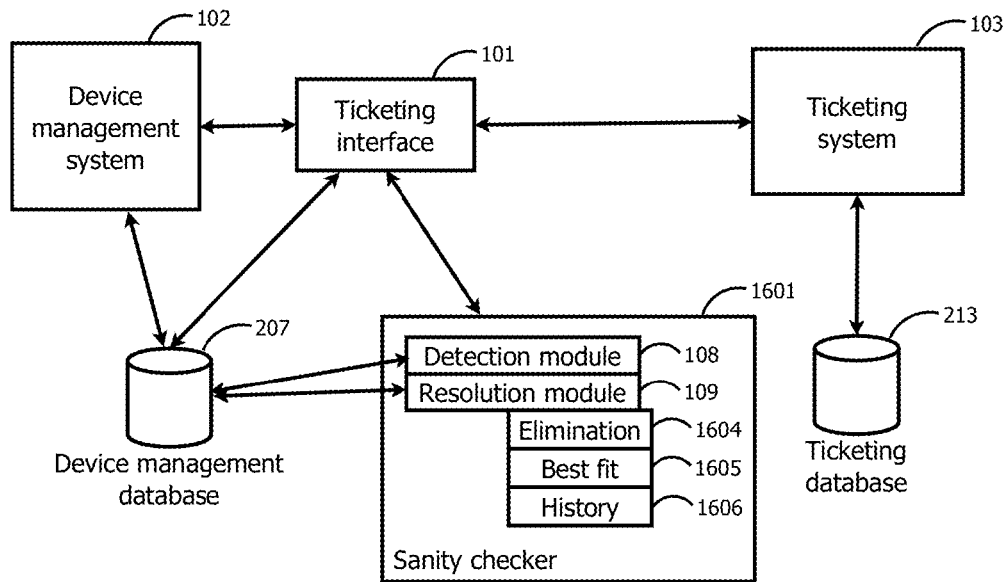 102
101
103
Device
management
system
Ticketing
interface
Ticketing
system
207
1601
213
Detection module
108
Resolution module
109
Elimination
1604
Best fit
1605
History
1606
Device management
database
Ticketing
database
Sanity checker